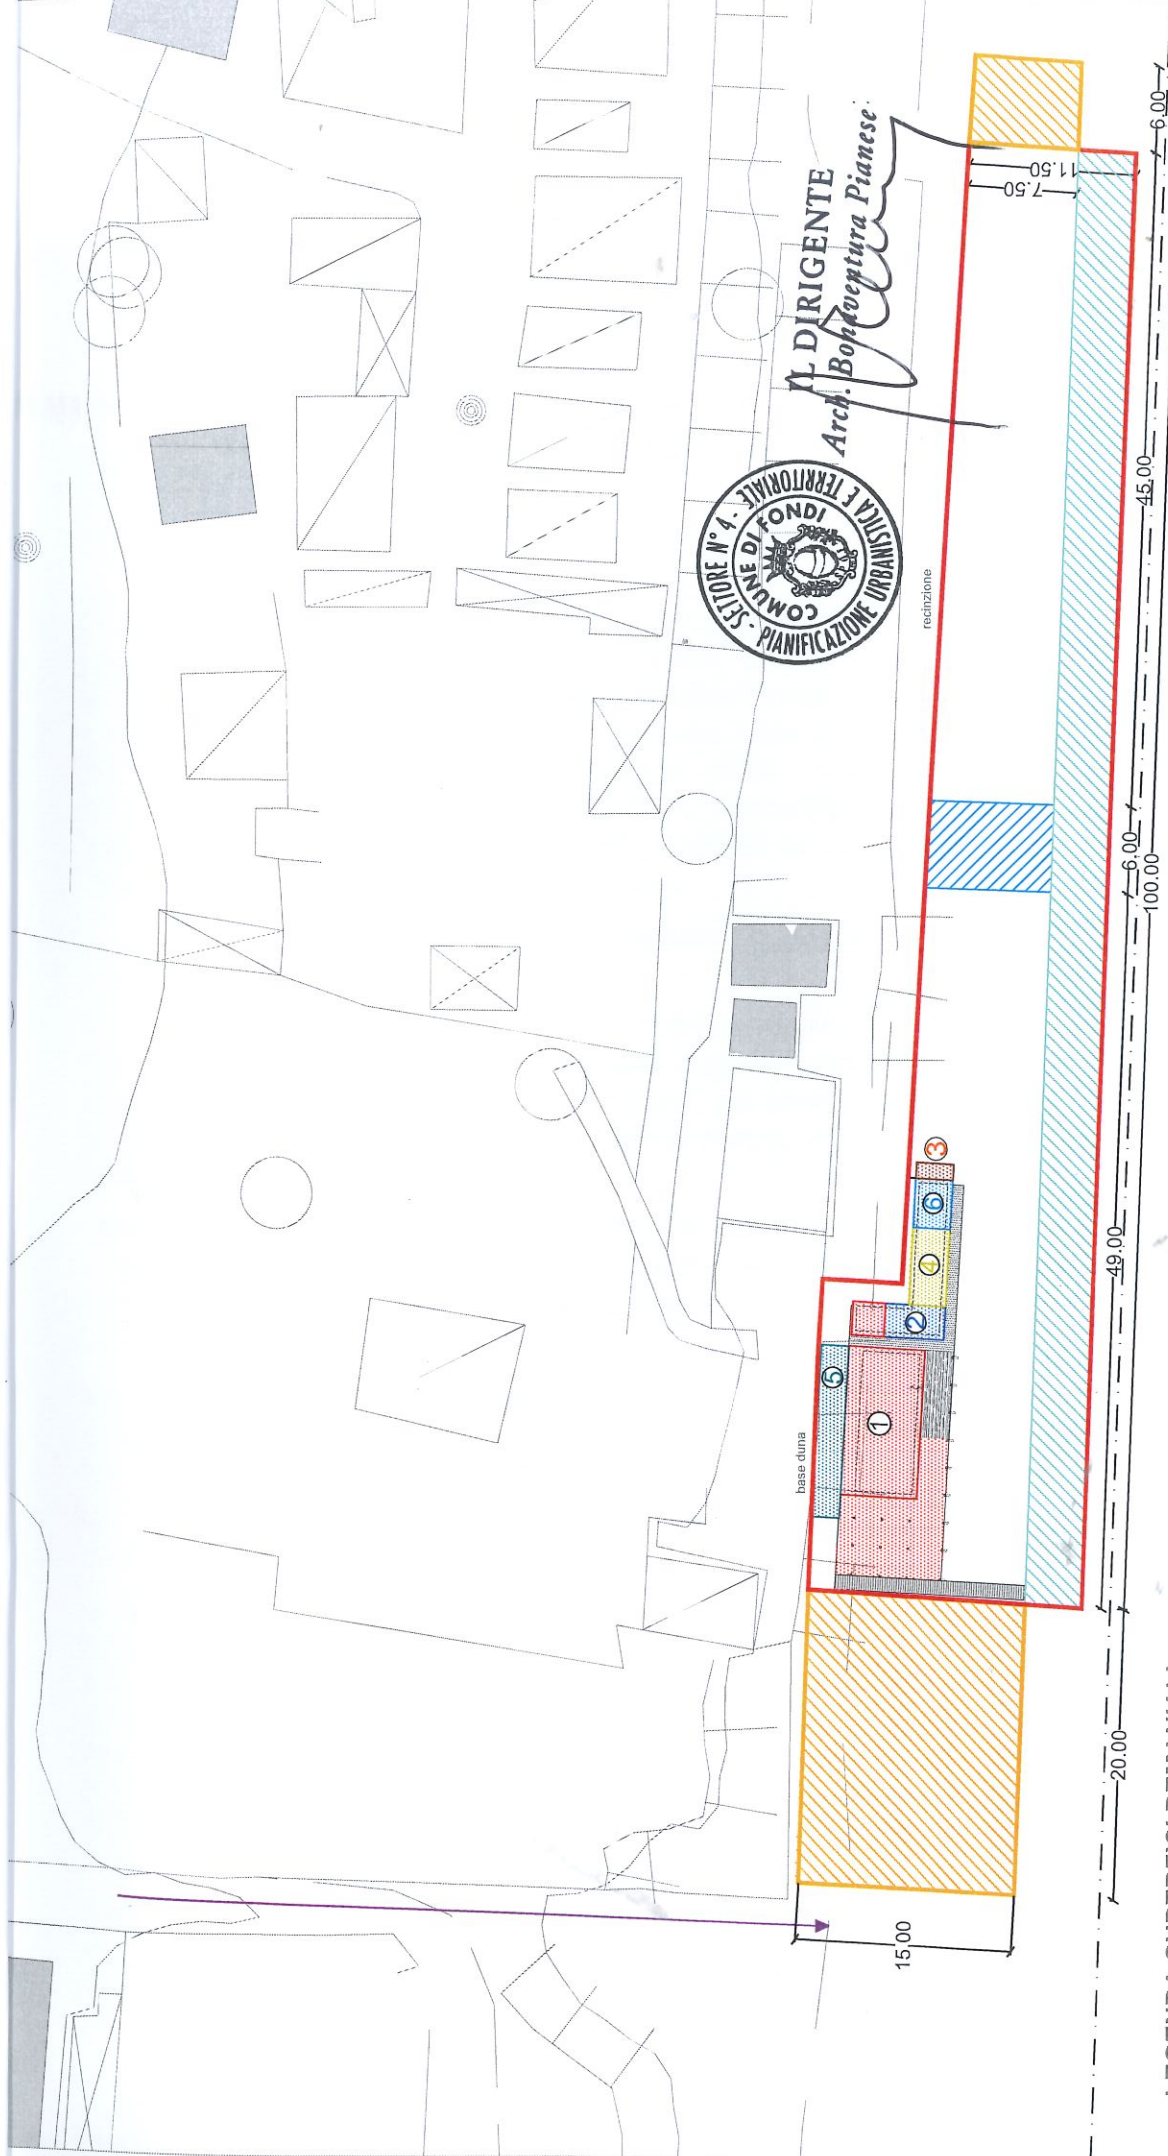 IL DIRIGENTE
Arch. Bonaventura Pianese
SETTORE N° 4 -
PIANIFICAZIONE URBANISTICA E TERRITORIALE
COMUNE DI FONDI
recinzione
base duna
1
2
3
4
5
6
6.00
11.50
7.50
45.00
6.00
100.00
49.00
20.00
15.00